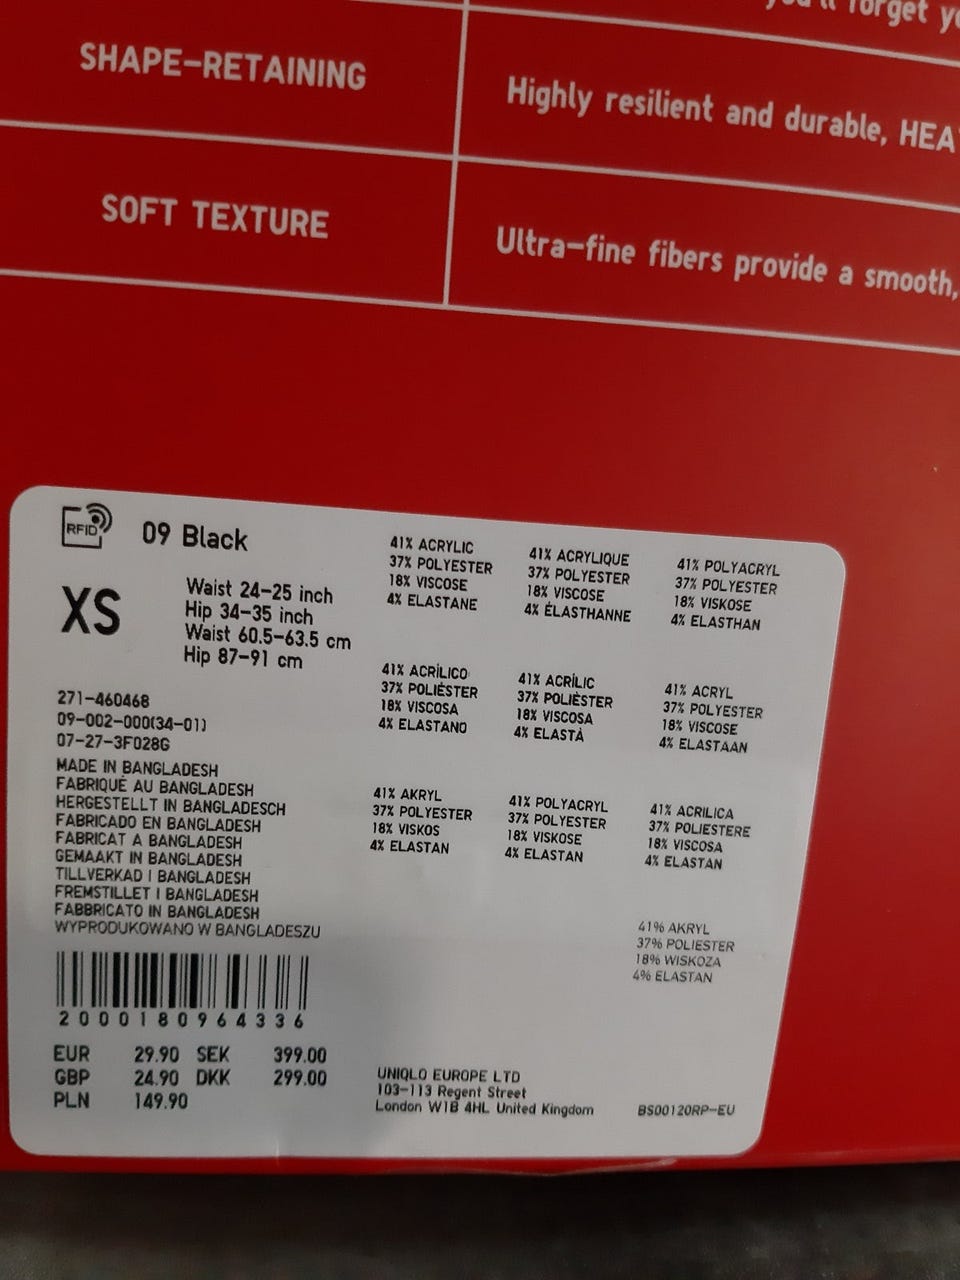 you'll forget
SHAPE-RETAINING
Highly resilient and durable,
SOFT TEXTURE
Ultra-fine fibers provide a smooth,
RFID
09 Black
XS
Waist 24-25 inch
Hip 34-35 inch
Waist 60.5-63.5 cm
Hip 87-91 cm
271-460468
09-002-000(34-01)
07-27-3F028G
MADE IN BANGLADESH
FABRIQUÉ AU BANGLADESH
HERGESTELLT IN BANGLADESCH
FABRICADO EN BANGLADESH
FABRICAT A BANGLADESH
GEMAAKT IN BANGLADESH
TILLVERKAD I BANGLADESH
FREMSTILLET I BANGLADESH
FABBRICATO IN BANGLADESH
WYPRODUKOWANO W BANGLADESZU
2000180964336
EUR 29.90 SEK 399.00
GBP 24.90 DKK 299.00
PLN 149.90
41% ACRYLIC
37% POLYESTER
18% VISCOSE
4% ELASTANE
41% ACRYLIQUE
37% POLYESTER
18% VISCOSE
4% ÉLASTHANNE
41% POLYACRYL
37% POLYESTER
18% VISKOSE
4% ELASTHAN
41% ACRÍLICO
37% POLIÉSTER
18% VISCOSA
4% ELASTANO
41% ACRÍLIC
37% POLIÈSTER
18% VISCOSA
4% ELASTÀ
41% ACRYL
37% POLYESTER
18% VISCOSE
4% ELASTAAN
41% AKRYL
37% POLYESTER
18% VISKOS
4% ELASTAN
41% POLYACRYL
37% POLYESTER
18% VISKOSE
4% ELASTAN
41% ACRILICA
37% POLIESTERE
18% VISCOSA
4% ELASTAN
41% AKRYL
37% POLIESTER
18% WISKOZA
4% ELASTAN
UNIQLO EUROPE LTD
103-113 Regent Street
London W1B 4HL United Kingdom
BS00120RP-EU